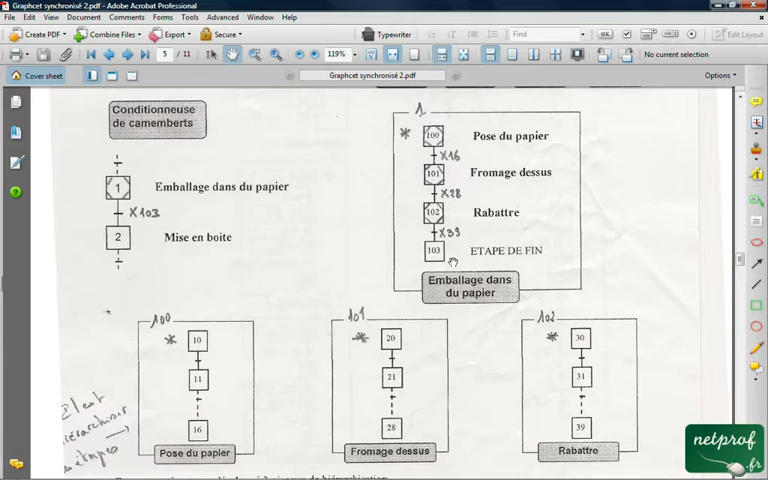 Graphcet synchronisé 2.pdf - Adobe Acrobat Professional
File Edit View Document Comments Forms Tools Advanced Window Help
Create PDF Combine Files Export Secure Typewriter Find Edit Layout
5 / 11 119% No current selection
Cover sheet Graphcet synchronisé 2.pdf Options
Conditionneuse
de camemberts
1 Emballage dans du papier
X103
2 Mise en boite
1
* 100 Pose du papier
X16
101 Fromage dessus
X28
102 Rabattre
X39
103 ETAPE DE FIN
Emballage dans
du papier
100
* 10
11
16
Pose du papier
101
* 20
21
28
Fromage dessus
102
* 30
31
39
Rabattre
étapes
netprof
.fr